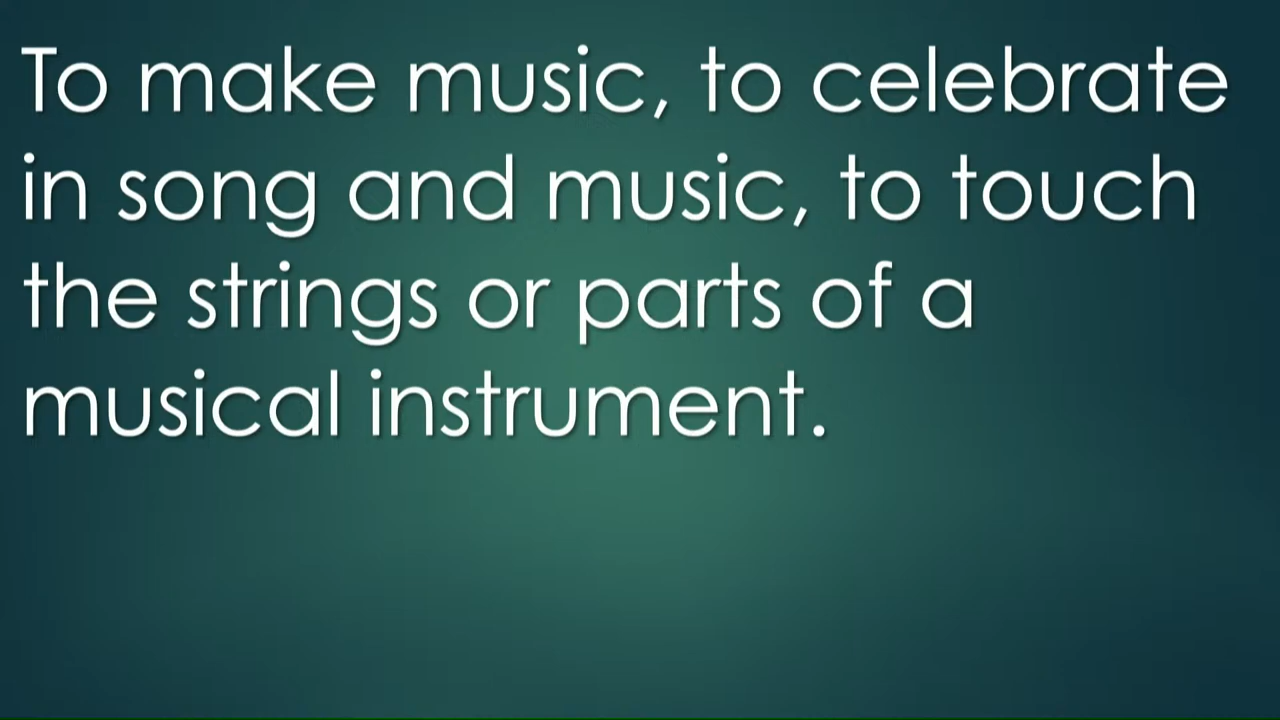 To make music, to celebrate
in song and music, to touch
the strings or parts of a
musical instrument.